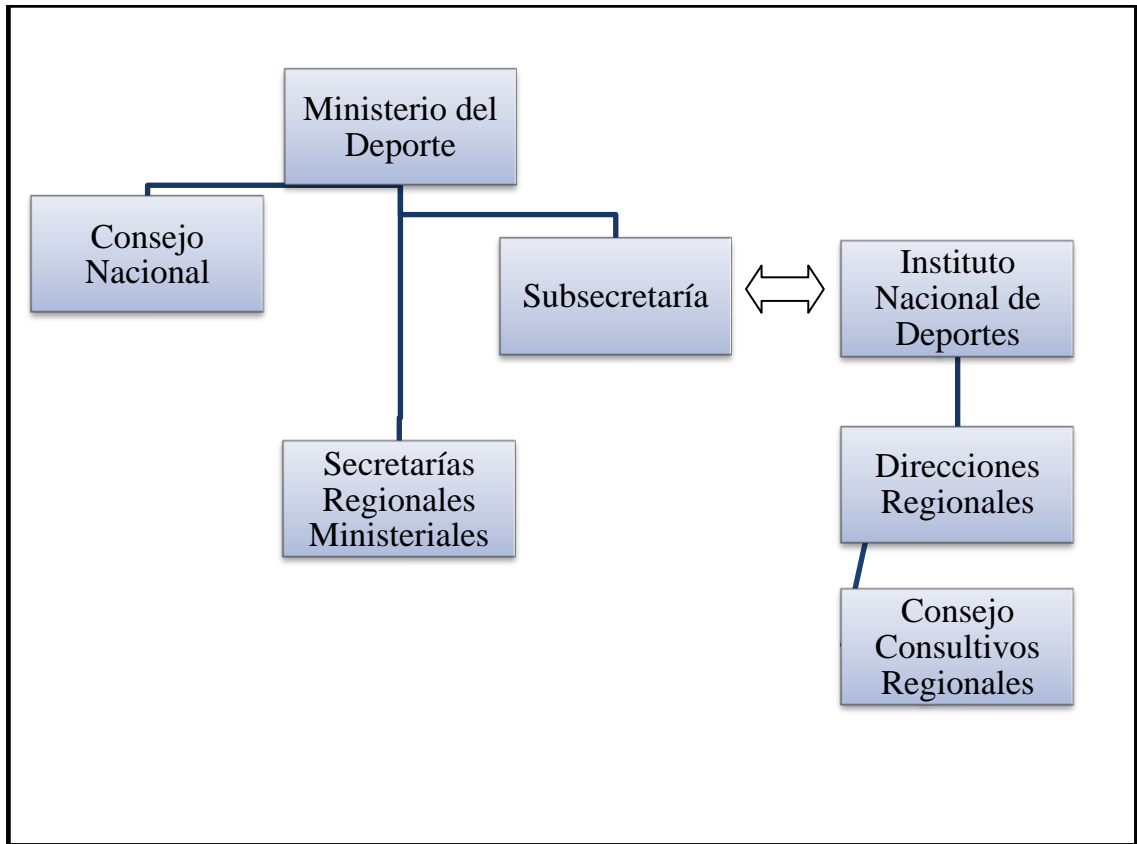 Ministerio del
Deporte
Consejo
Nacional
Subsecretaría
Instituto
Nacional de
Deportes
Secretarías
Regionales
Ministeriales
Direcciones
Regionales
Consejo
Consultivos
Regionales